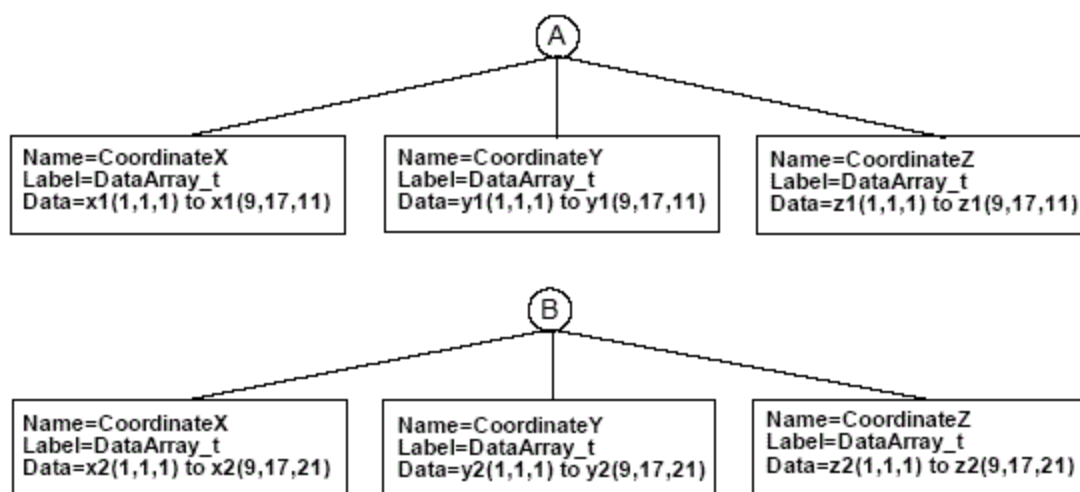 A
Name=CoordinateX
Label=DataArray_t
Data=x1(1,1,1) to x1(9,17,11)
Name=CoordinateY
Label=DataArray_t
Data=y1(1,1,1) to y1(9,17,11)
Name=CoordinateZ
Label=DataArray_t
Data=z1(1,1,1) to z1(9,17,11)
B
Name=CoordinateX
Label=DataArray_t
Data=x2(1,1,1) to x2(9,17,21)
Name=CoordinateY
Label=DataArray_t
Data=y2(1,1,1) to y2(9,17,21)
Name=CoordinateZ
Label=DataArray_t
Data=z2(1,1,1) to z2(9,17,21)